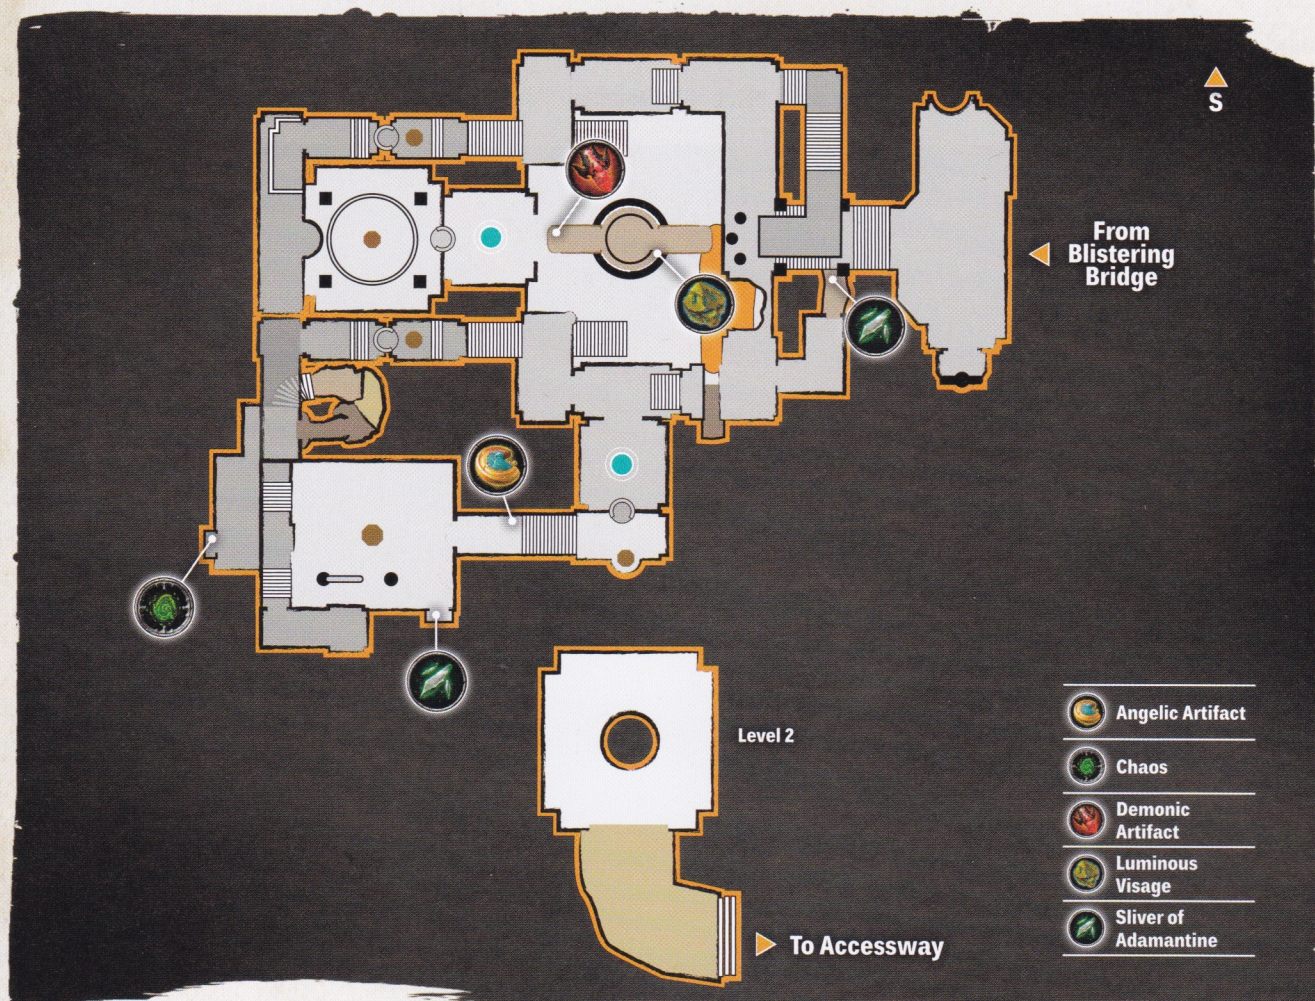 S
From
Blistering
Bridge
Level 2
To Accessway
Angelic Artifact
Chaos
Demonic
Artifact
Luminous
Visage
Sliver of
Adamantine